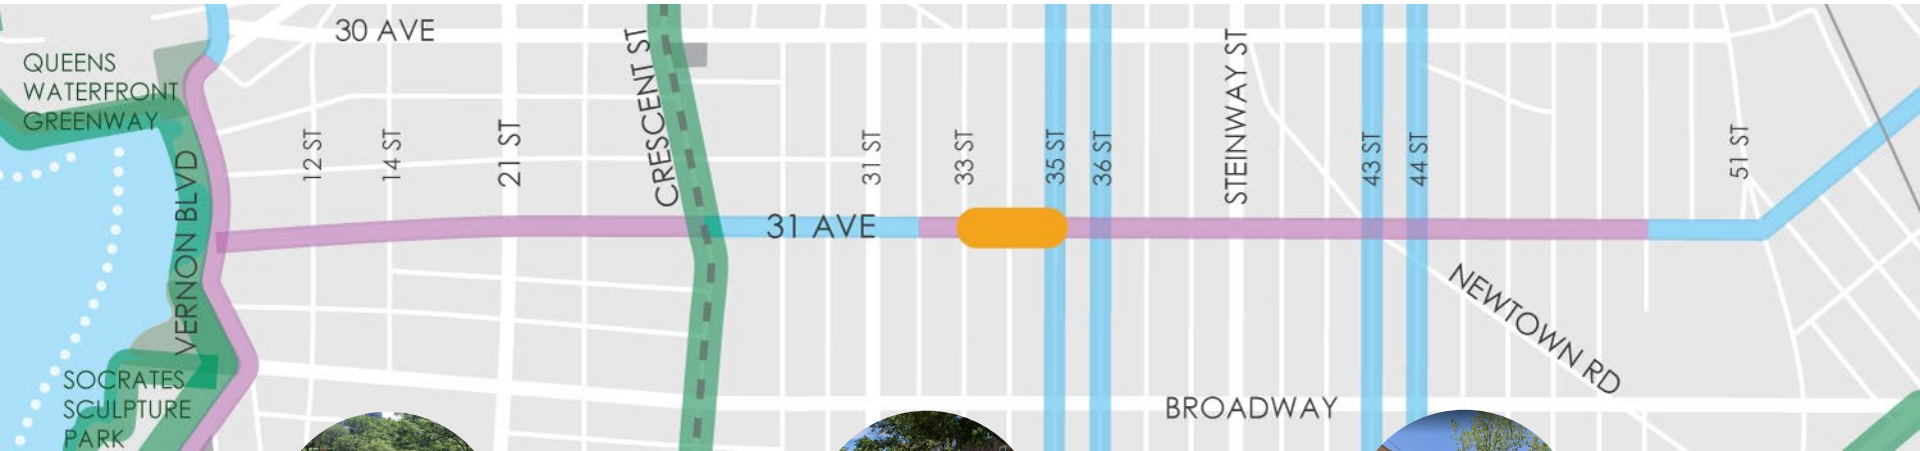 30 AVE
QUEENS
WATERFRONT
GREENWAY
VERNON BLVD
12 ST
14 ST
21 ST
CRESCENT ST
31 ST
33 ST
35 ST
36 ST
STEINWAY ST
43 ST
44 ST
51 ST
31 AVE
NEWTOWN RD
SOCRATES
SCULPTURE
PARK
BROADWAY